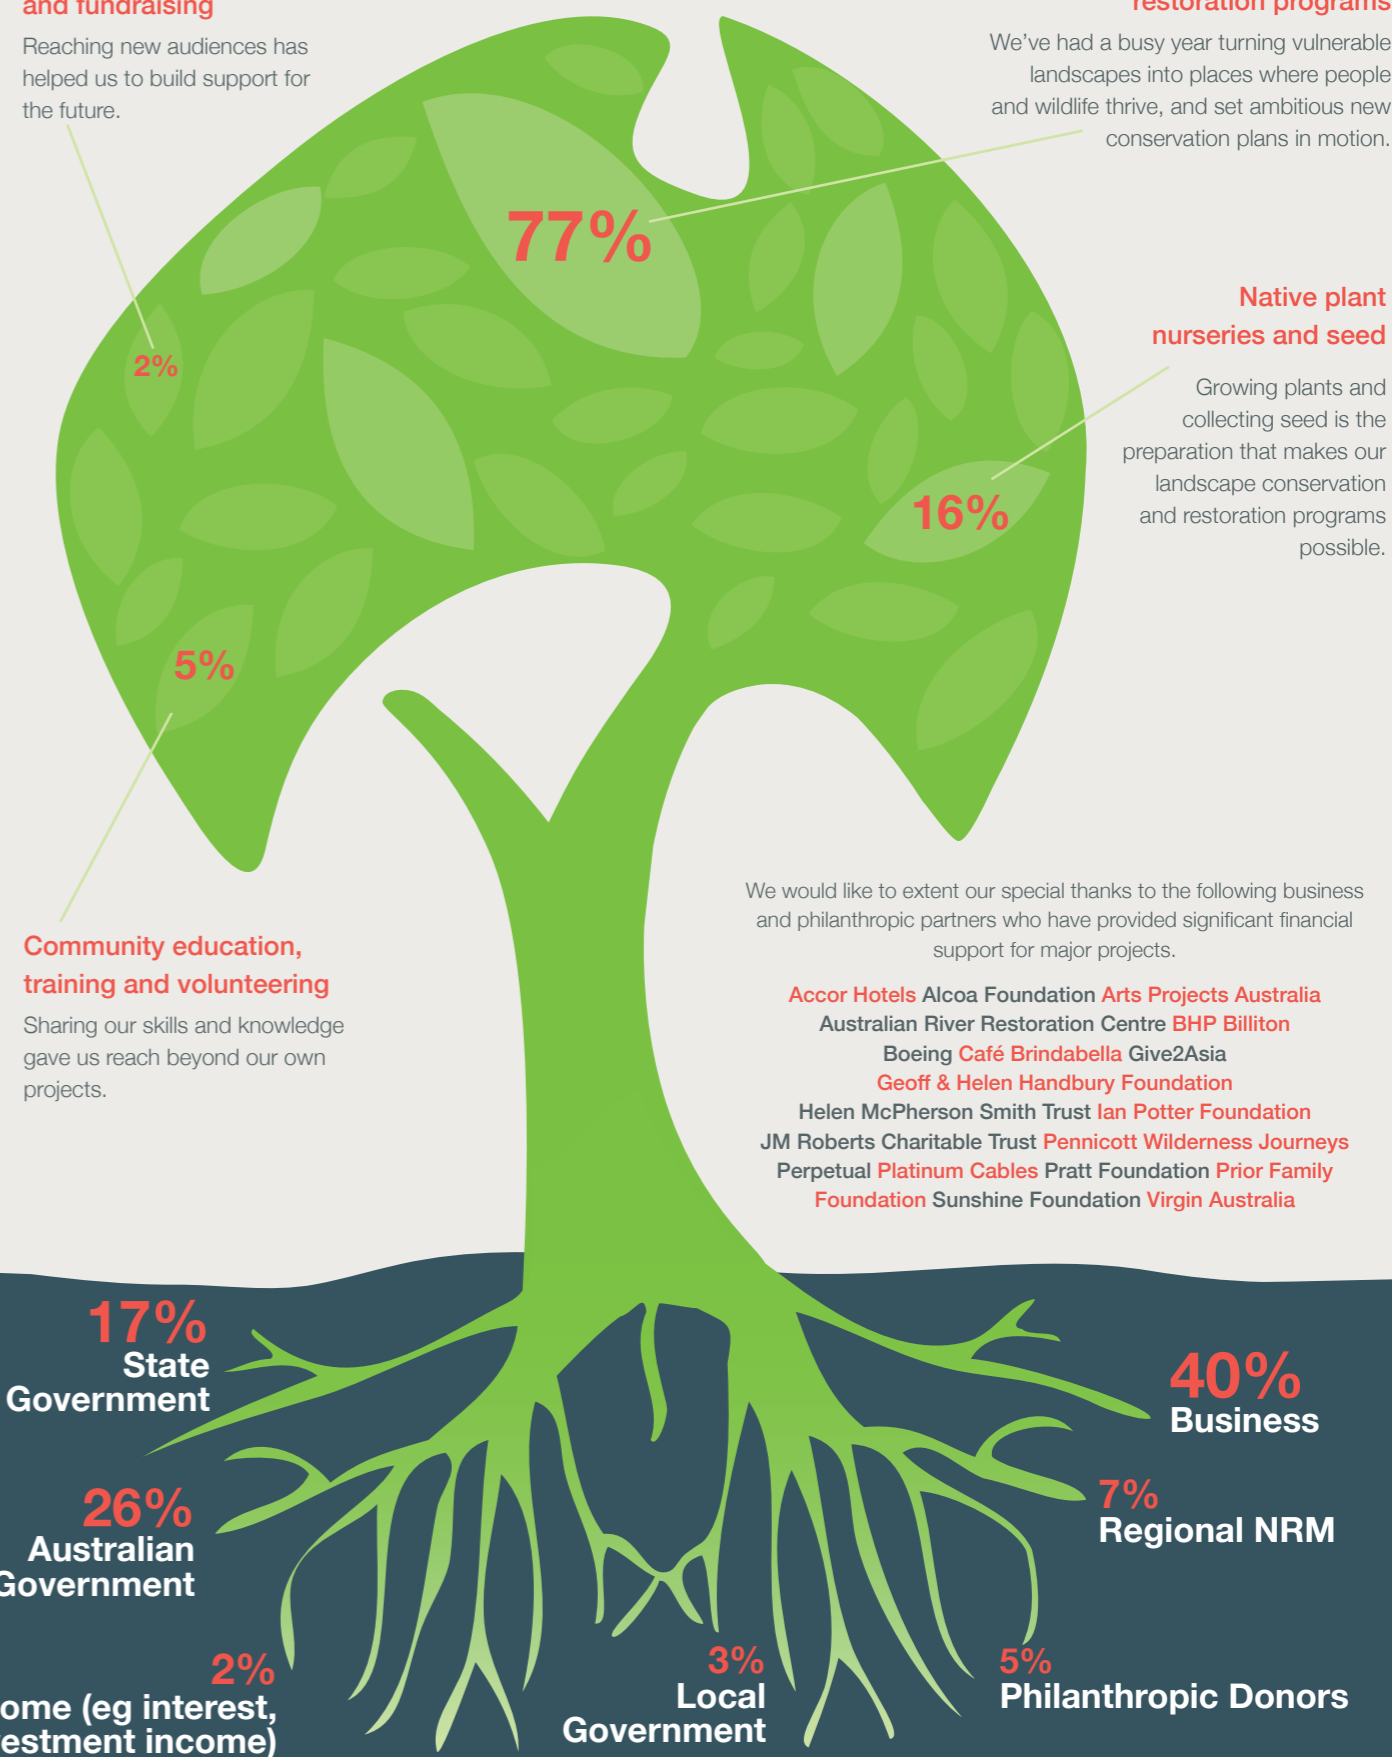 and fundraising
Reaching new audiences has
helped us to build support for
the future.
restoration programs
We've had a busy year turning vulnerable
landscapes into places where people
and wildlife thrive, and set ambitious new
conservation plans in motion.
77%
2%
Native plant
nurseries and seed
Growing plants and
collecting seed is the
preparation that makes our
landscape conservation
and restoration programs
possible.
16%
5%
Community education,
training and volunteering
Sharing our skills and knowledge
gave us reach beyond our own
projects.
We would like to extent our special thanks to the following business
and philanthropic partners who have provided significant financial
support for major projects.
Accor Hotels Alcoa Foundation Arts Projects Australia
Australian River Restoration Centre BHP Billiton
Boeing Café Brindabella Give2Asia
Geoff & Helen Handbury Foundation
Helen McPherson Smith Trust Ian Potter Foundation
JM Roberts Charitable Trust Pennicott Wilderness Journeys
Perpetual Platinum Cables Pratt Foundation Prior Family
Foundation Sunshine Foundation Virgin Australia
17%
State
Government
26%
Australian
Government
2%
ome (eg interest,
estment income)
3%
Local
Government
40%
Business
7%
Regional NRM
5%
Philanthropic Donors